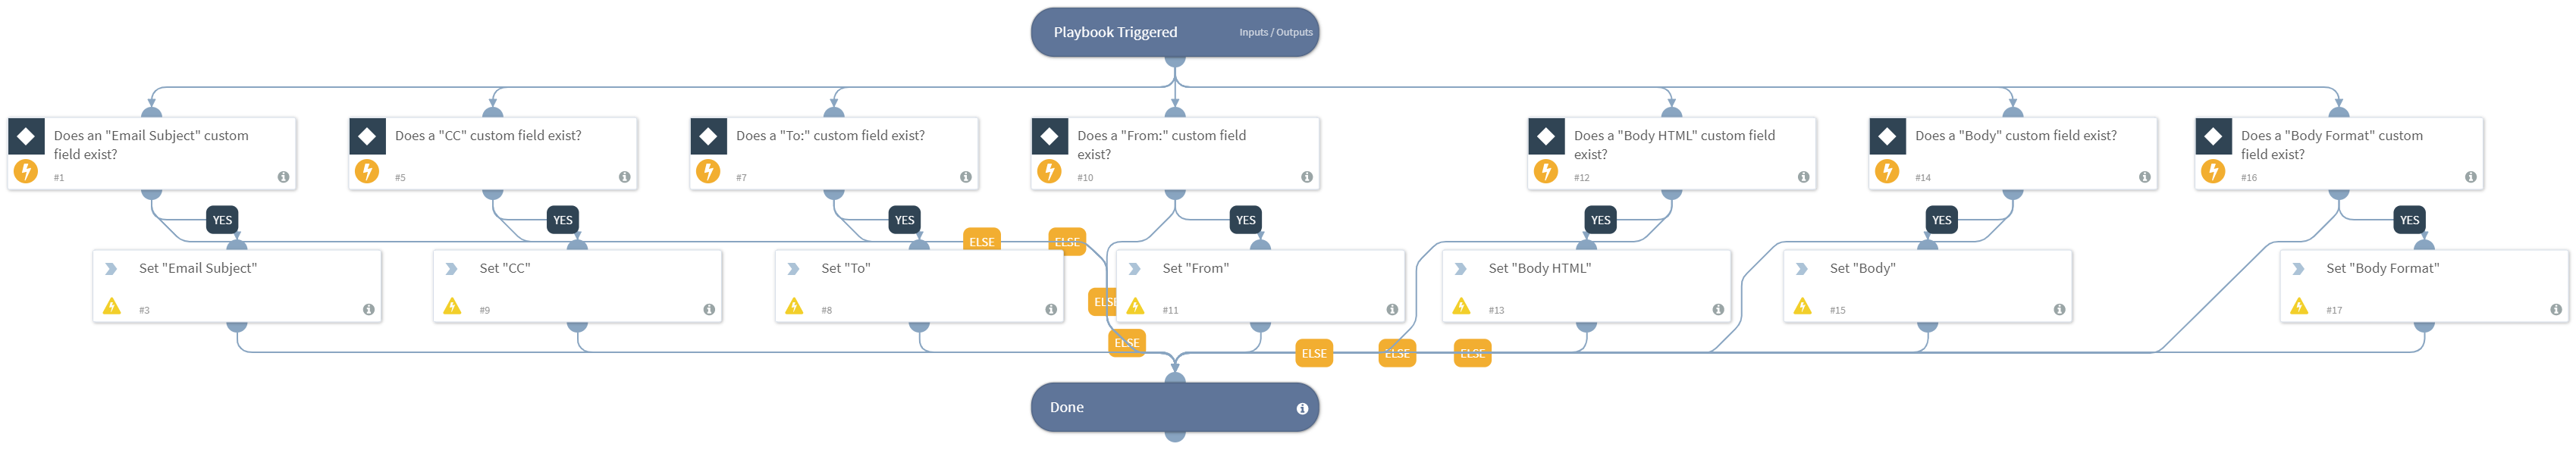 Playbook Triggered
Inputs / Outputs
Does an "Email Subject" custom
field exist?
#1
Does a "CC" custom field exist?
#5
Does a "To:" custom field exist?
#7
Does a "From:" custom field
exist?
#10
Does a "Body HTML" custom field
exist?
#12
Does a "Body" custom field exist?
#14
Does a "Body Format" custom
field exist?
#16
YES
YES
YES
YES
YES
YES
YES
ELSE
ELSE
Set "Email Subject"
#3
Set "CC"
#9
Set "To"
#8
ELSE
Set "From"
#11
Set "Body HTML"
#13
Set "Body"
#15
Set "Body Format"
#17
ELSE
ELSE
ELSE
ELSE
Done